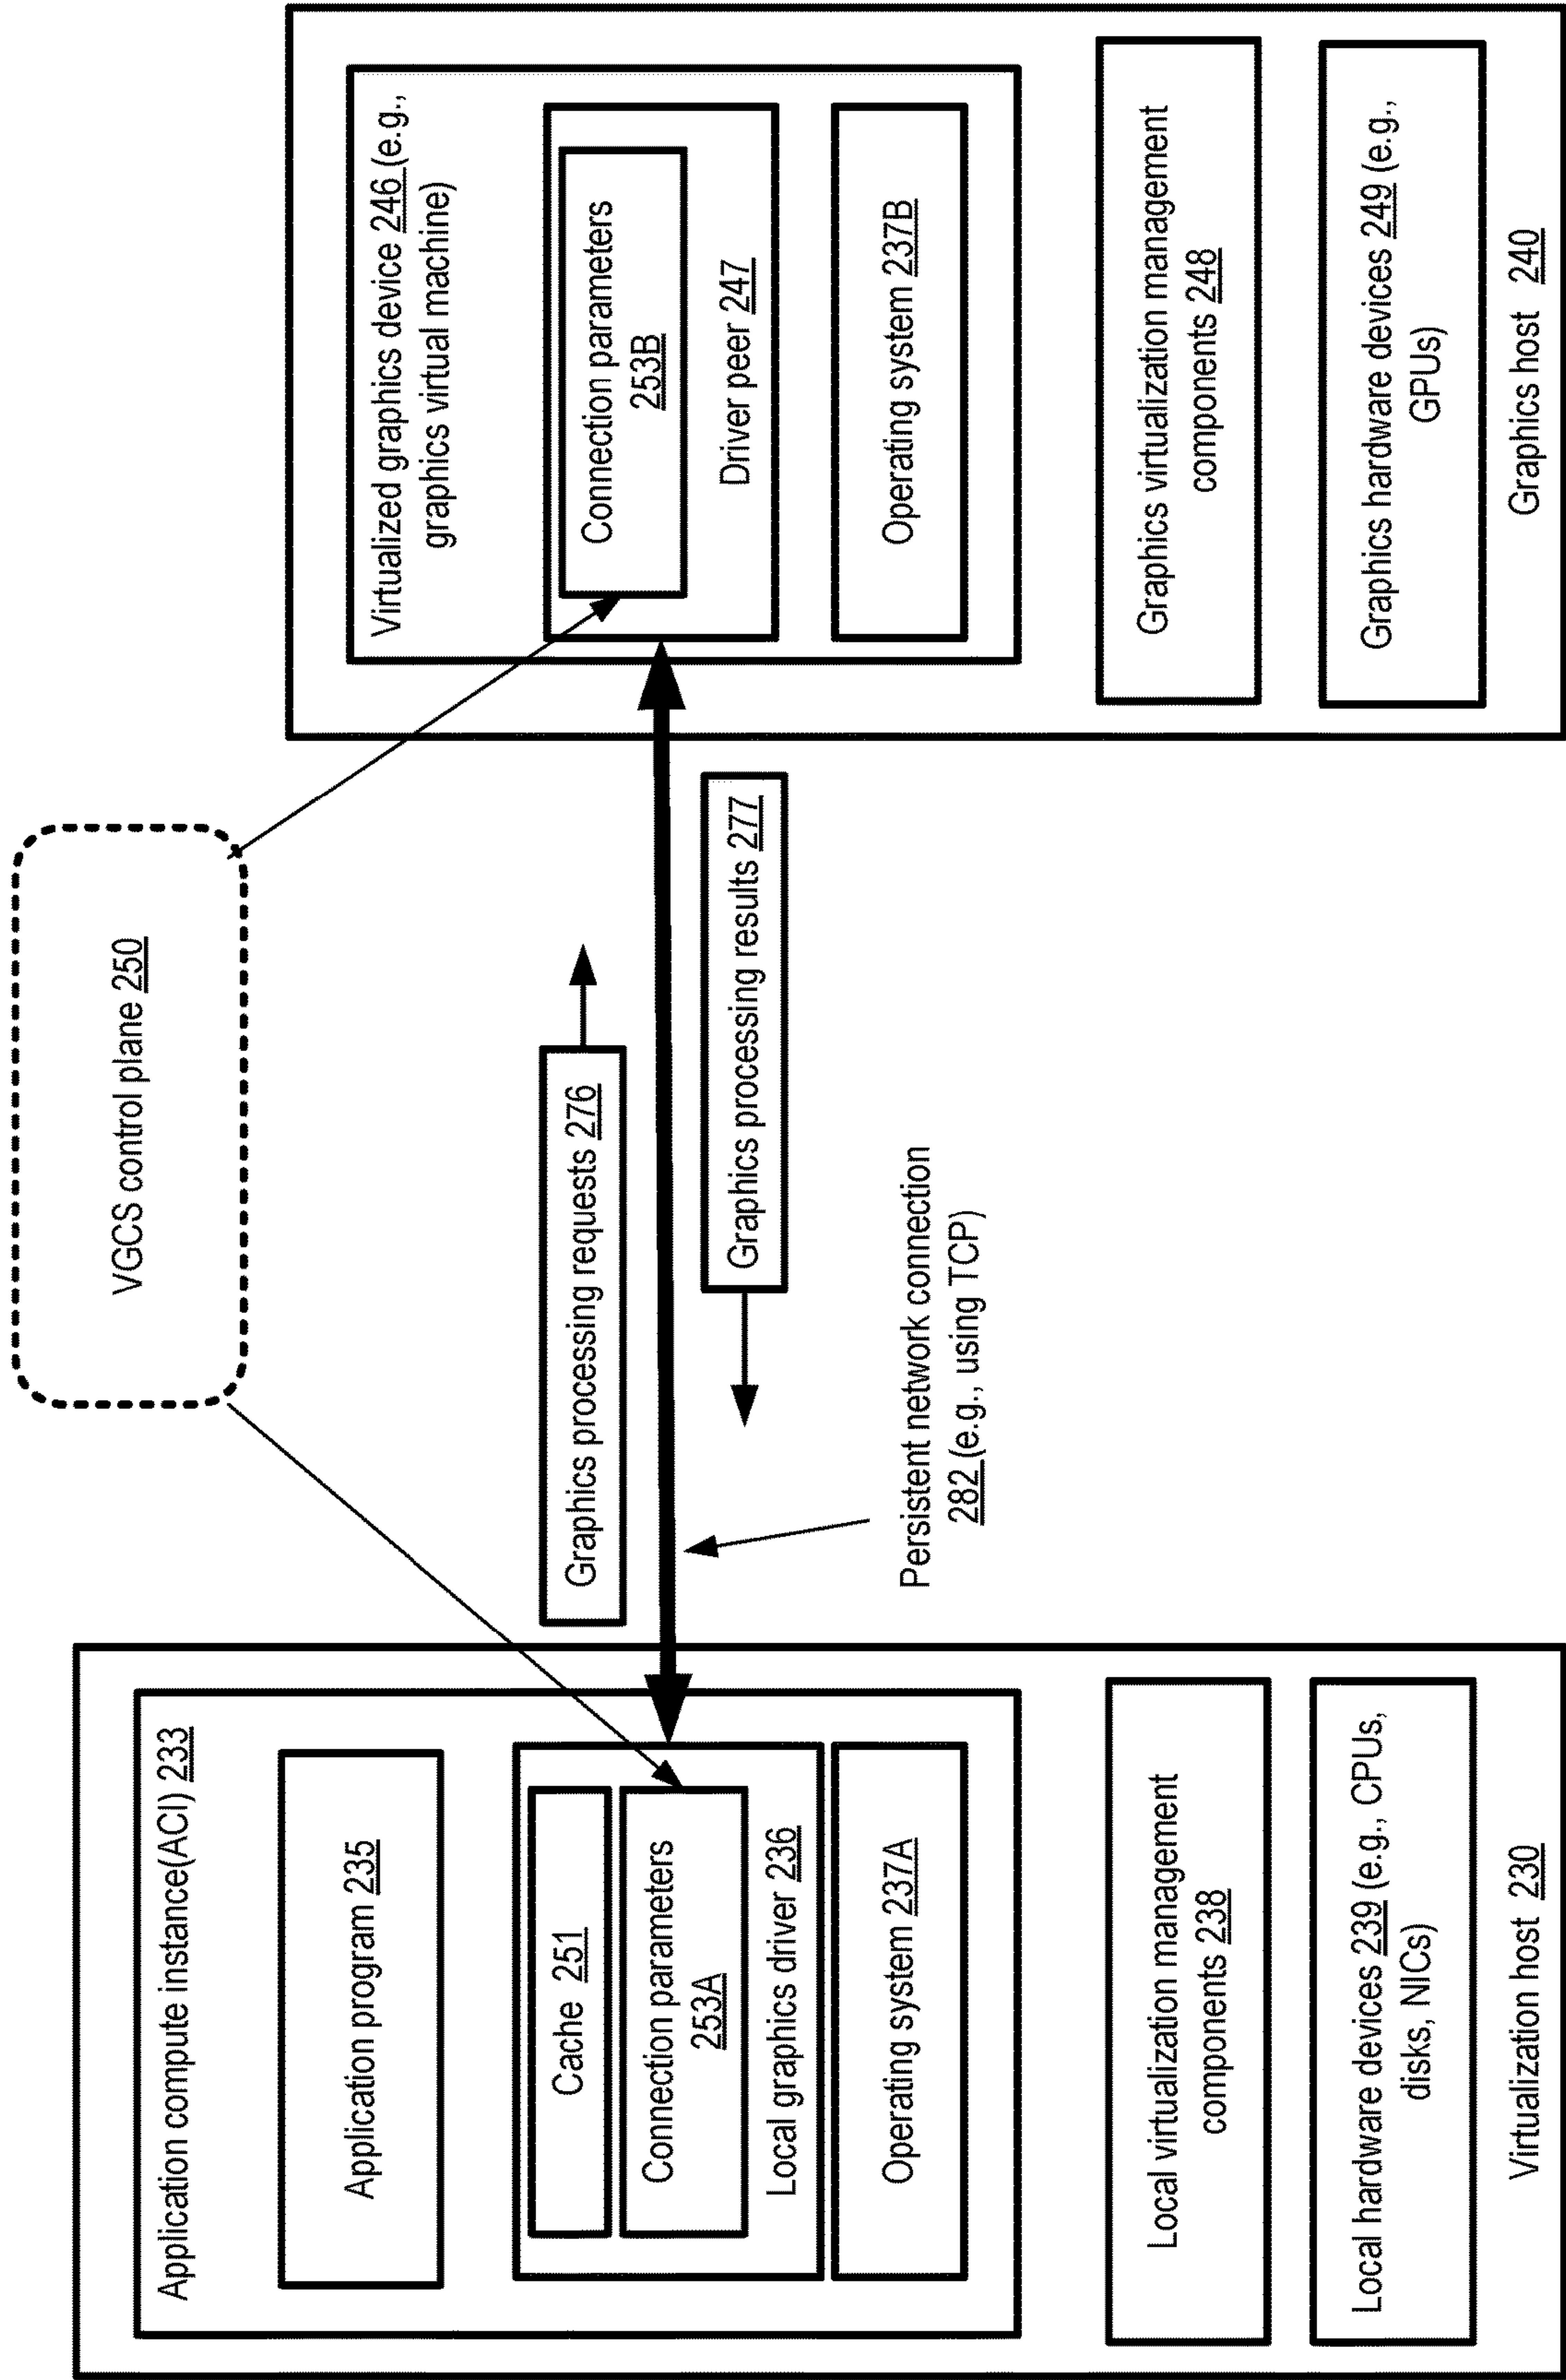 VGCS control plane 250
Application compute instance(ACI) 233
Application program 235
Cache 251
Connection parameters
253A
Local graphics driver 236
Operating system 237A
Local virtualization management
components 238
Local hardware devices 239 (e.g., CPUs,
disks, NICs)
Virtualization host 230
Graphics processing requests 276
Graphics processing results 277
Persistent network connection
282 (e.g., using TCP)
Virtualized graphics device 246 (e.g.,
graphics virtual machine)
Connection parameters
253B
Driver peer 247
Operating system 237B
Graphics virtualization management
components 248
Graphics hardware devices 249 (e.g.,
GPUs)
Graphics host 240